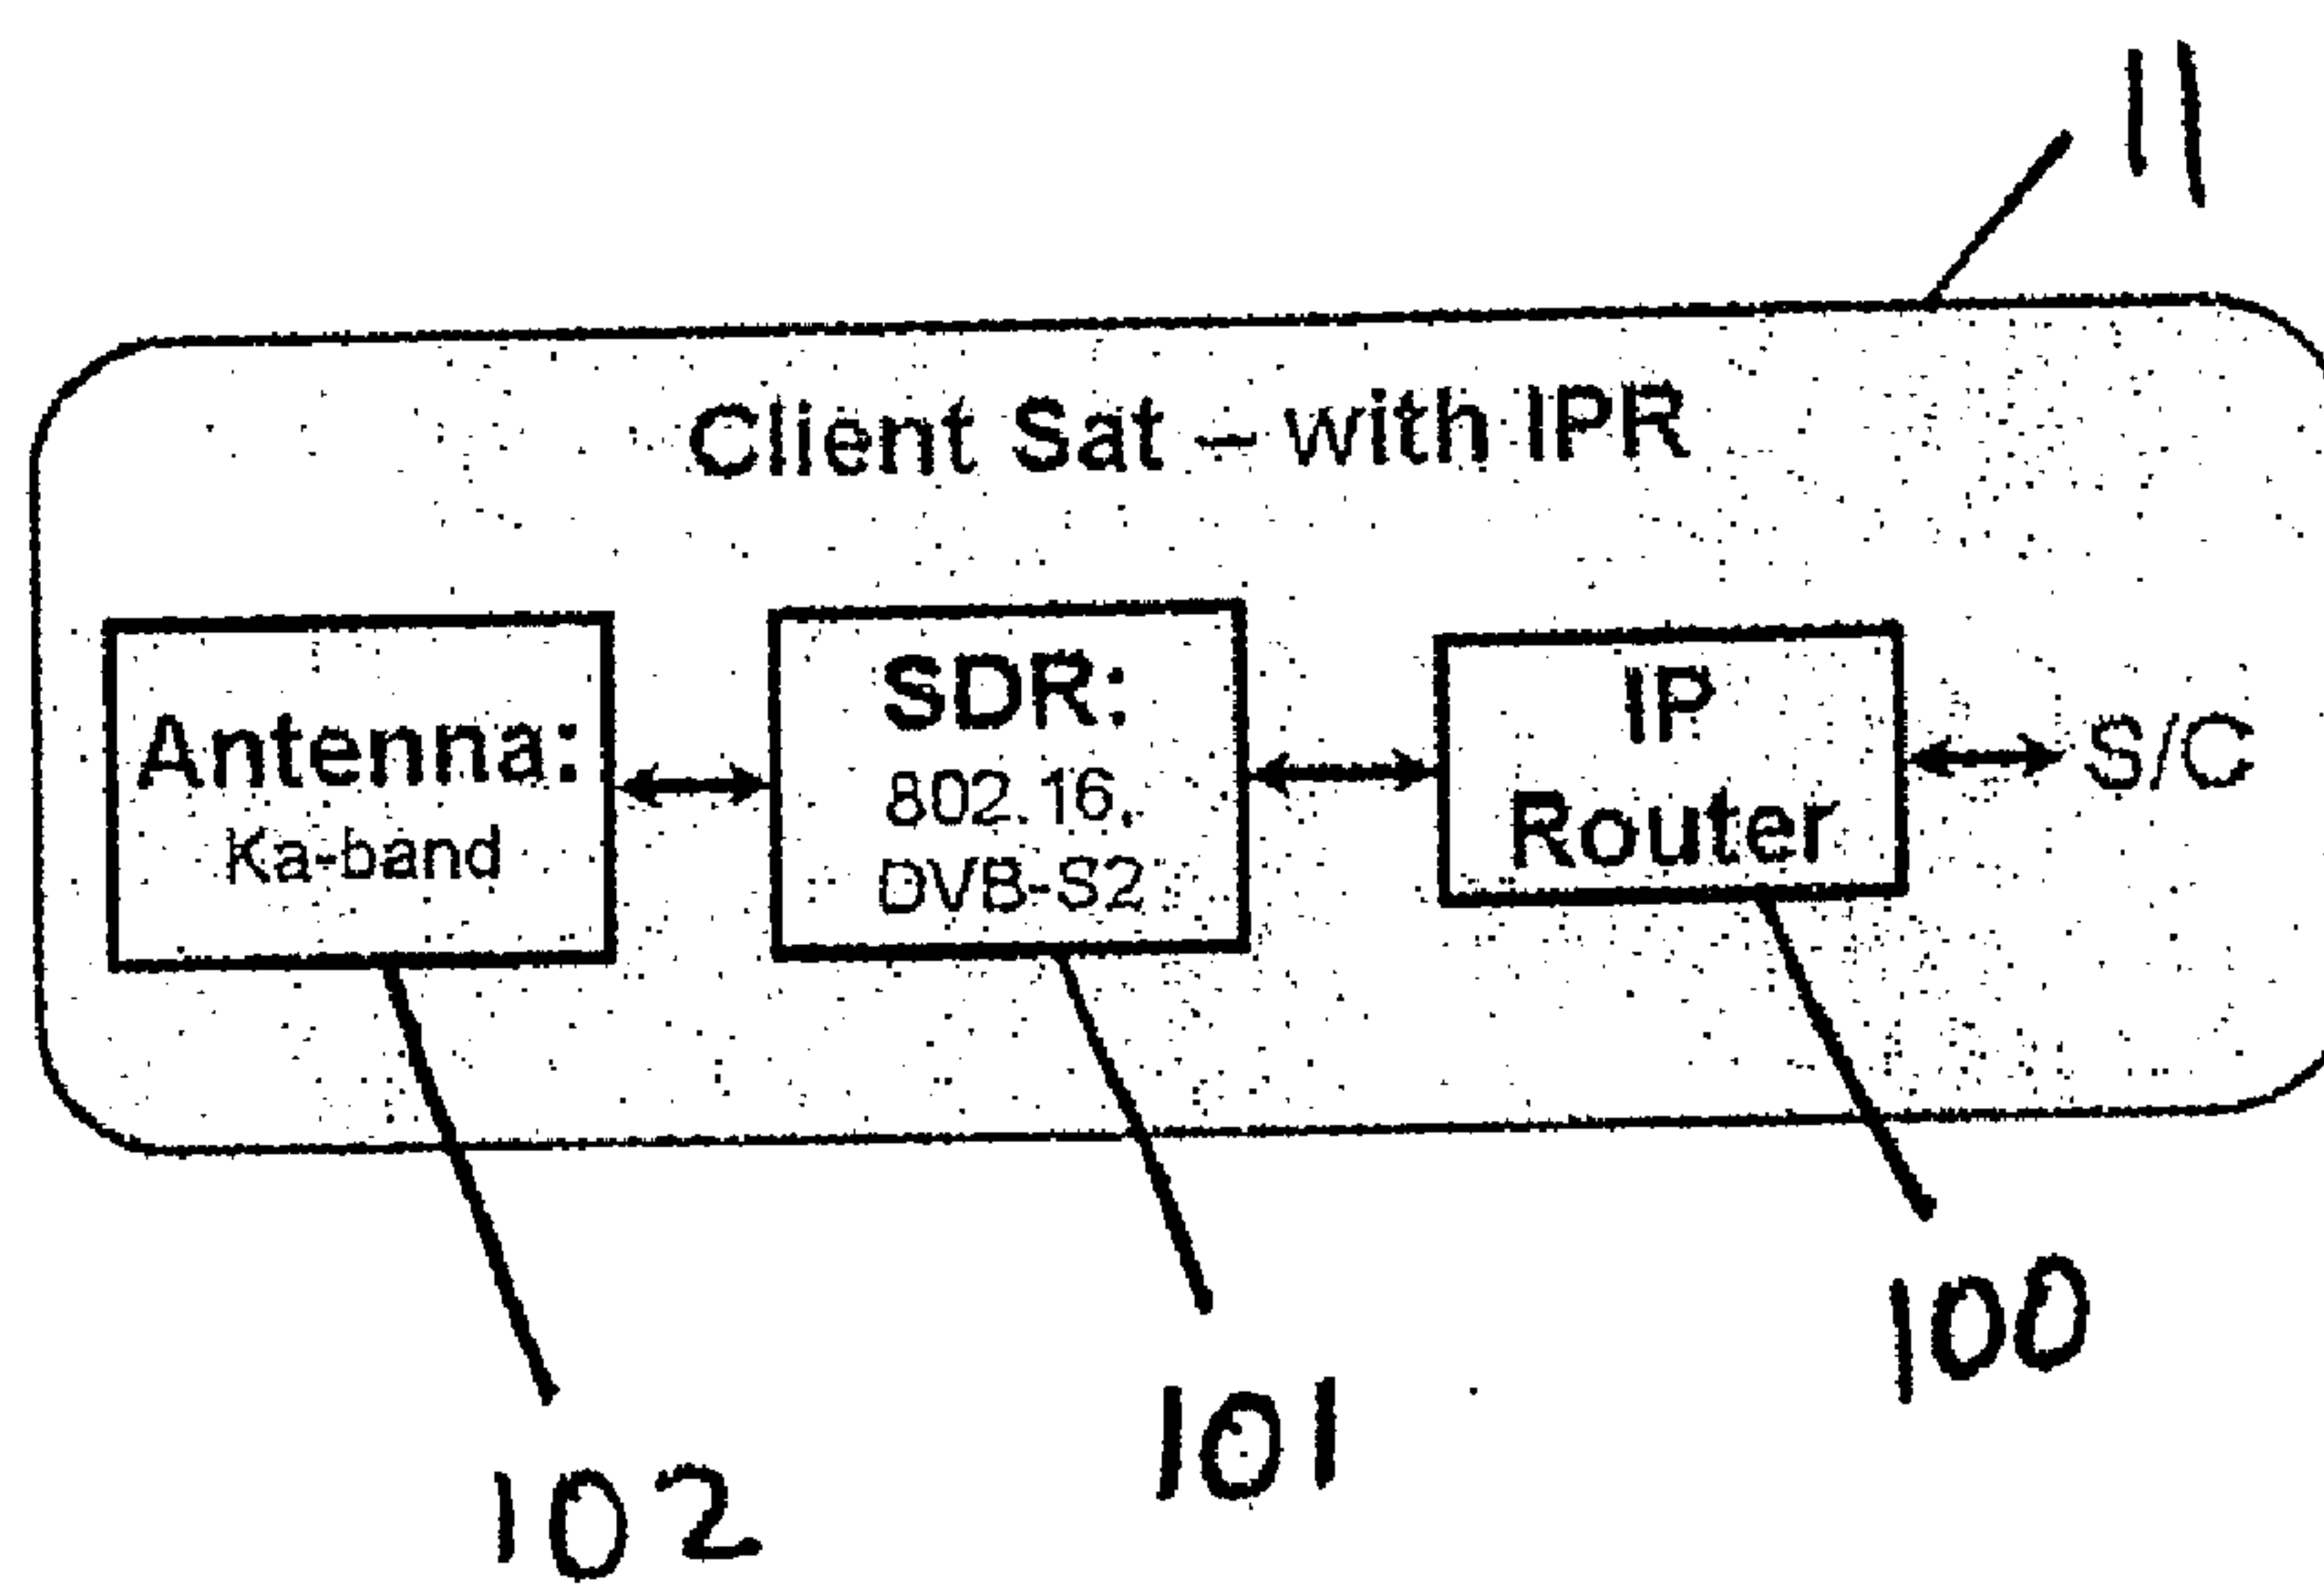 11
Client Sat – with IPR
Antenna:
Ka-band
SDR:
802.16,
DVB-S2
IP
Router
S/C
102
101
100